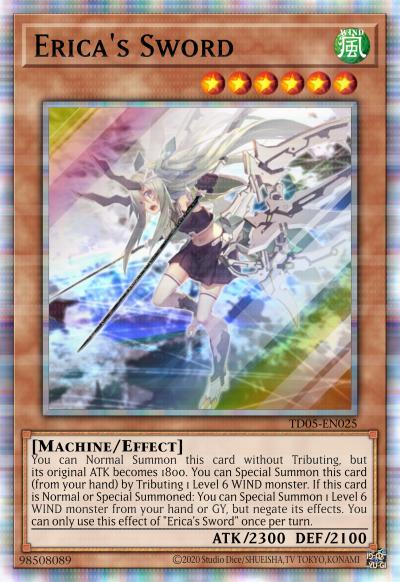 ERICA'S SWORD
WIND
風
TD05-EN025
[MACHINE/EFFECT]
You can Normal Summon this card without Tributing, but
its original ATK becomes 1800. You can Special Summon this card
(from your hand) by Tributing 1 Level 6 WIND monster. If this card
is Normal or Special Summoned: You can Special Summon 1 Level 6
WIND monster from your hand or GY, but negate its effects. You
can only use this effect of "Erica's Sword" once per turn.
ATK/2300 DEF/2100
98508089
©2020 Studio Dice/SHUEISHA,TV TOKYO,KONAMI